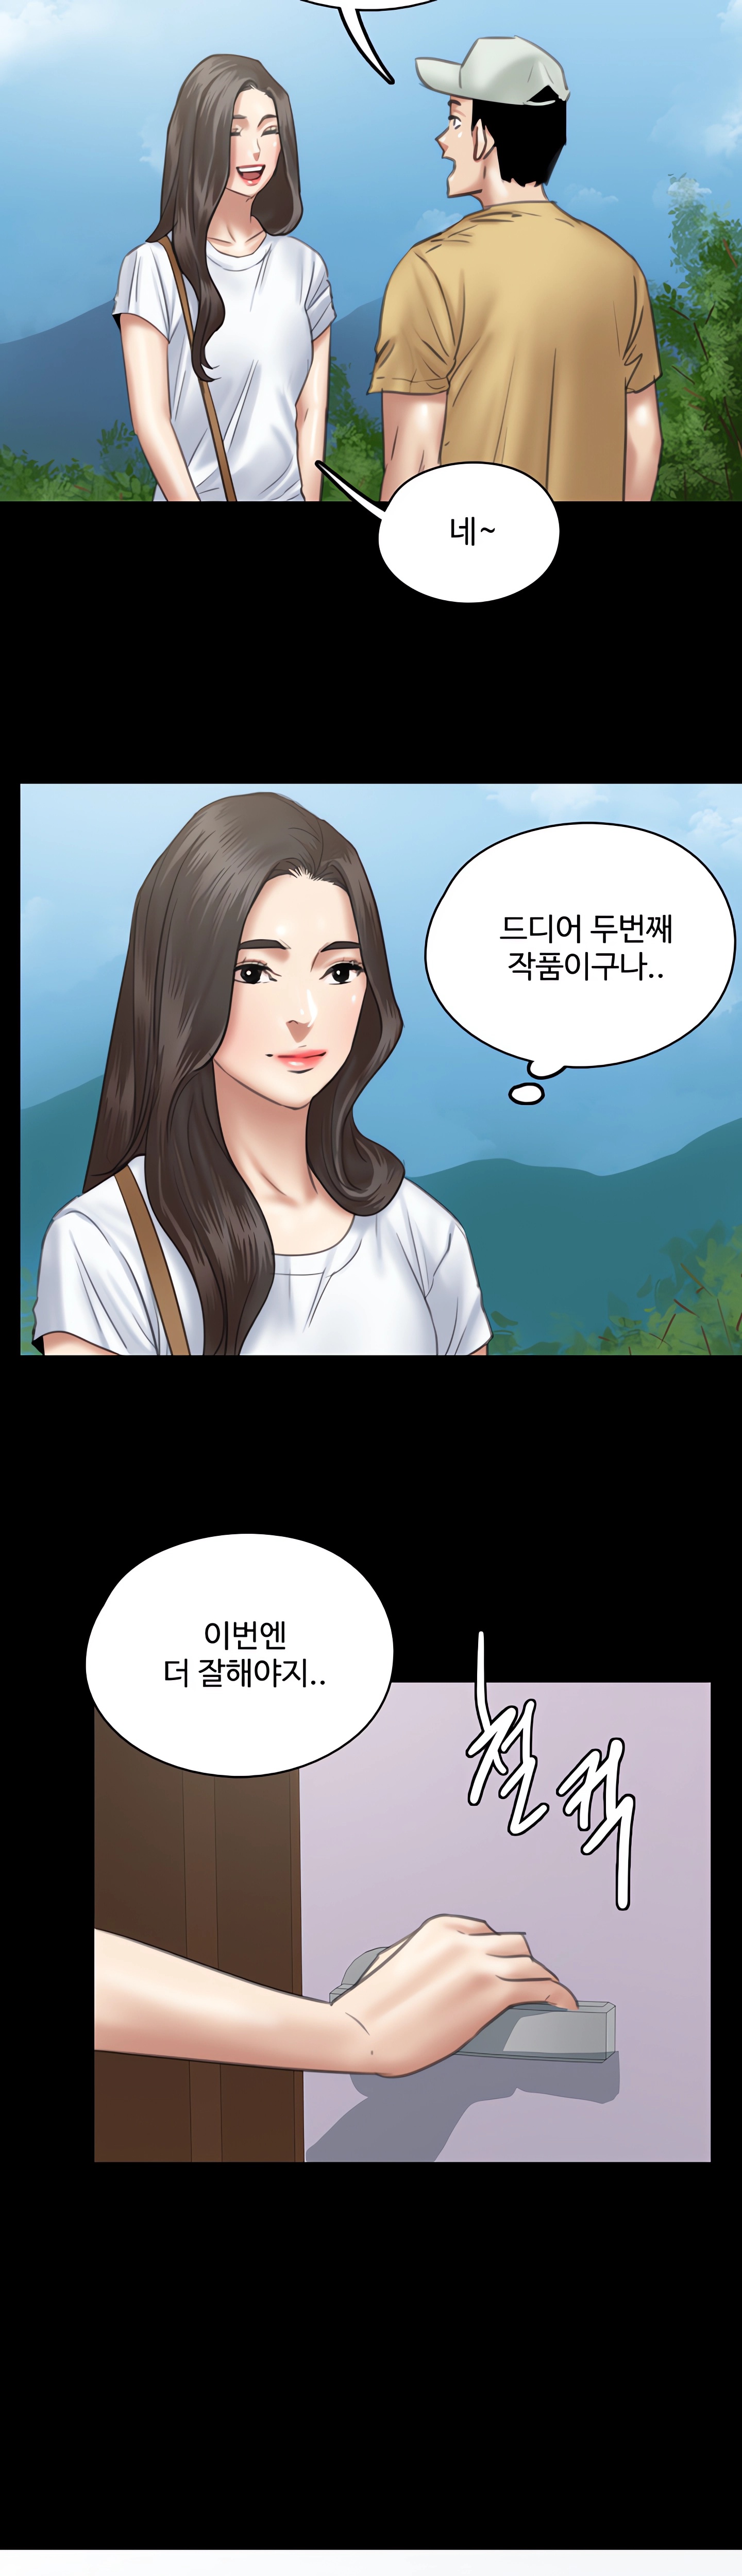 네~
드디어 두번째
작품이구나..
이번엔
더 잘해야지..
철컥